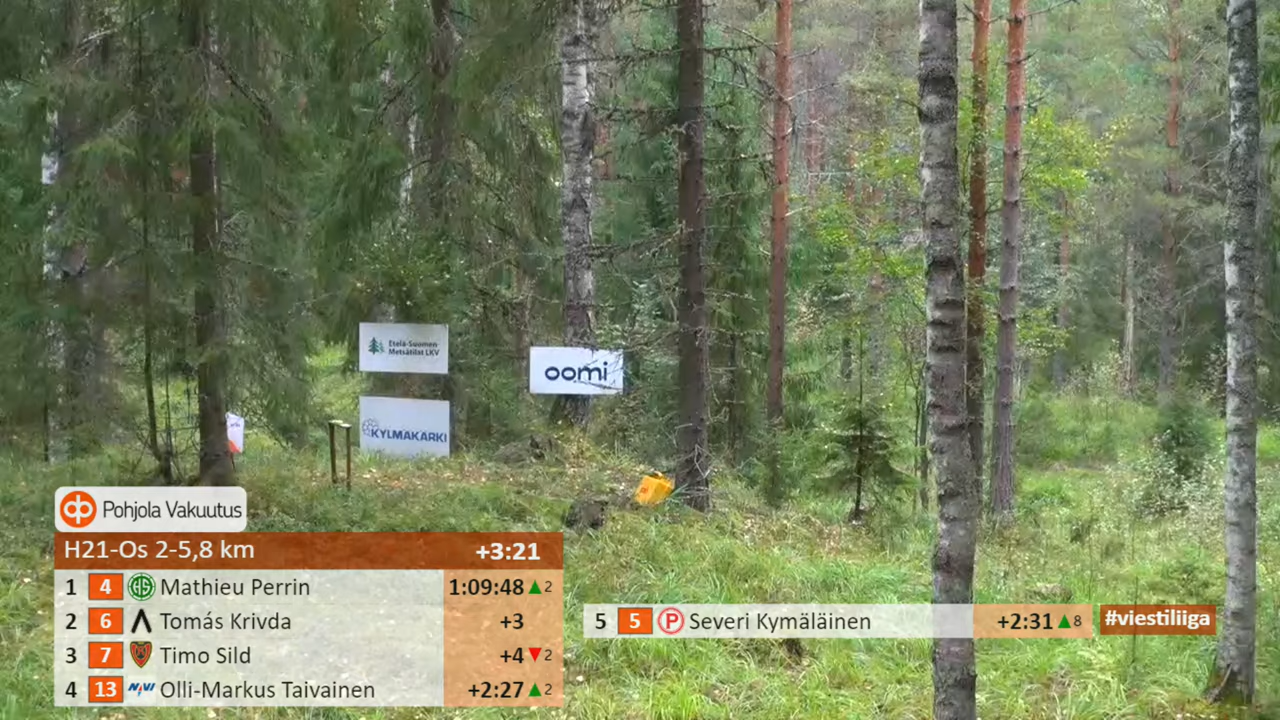 Etelä-Suomen
Metsätilat LKV
oomi
KYLMÄKÄRKI
Pohjola Vakuutus
H21-Os 2-5,8 km +3:21
1 4 Mathieu Perrin 1:09:48 ▲2
2 6 Tomás Krivda +3
3 7 Timo Sild +4 ▼2
4 13 NAVI Olli-Markus Taivainen +2:27 ▲2
5 5 P Severi Kymäläinen +2:31 ▲8
#viestiliiga